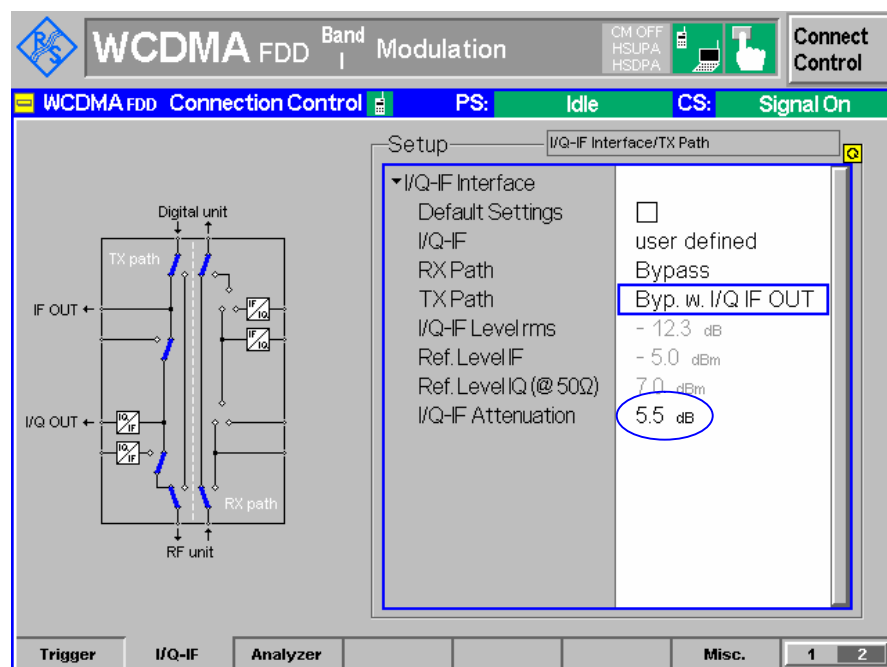 R&S WCDMA FDD Band I Modulation
CM OFF
HSUPA
HSDPA
Connect Control
WCDMA FDD Connection Control PS: Idle CS: Signal On
Setup I/Q-IF Interface/TX Path
I/Q-IF Interface
Default Settings
I/Q-IF user defined
RX Path Bypass
TX Path Byp. w. I/Q IF OUT
I/Q-IF Level rms - 12.3 dB
Ref. Level IF - 5.0 dBm
Ref. Level IQ (@ 50Ω) 7.0 dBm
I/Q-IF Attenuation 5.5 dB
Digital unit
TX path
IF OUT
IF/IQ
IF/IQ
I/Q OUT
IQ/IF
IQ/IF
RX path
RF unit
Trigger I/Q-IF Analyzer Misc. 1 2